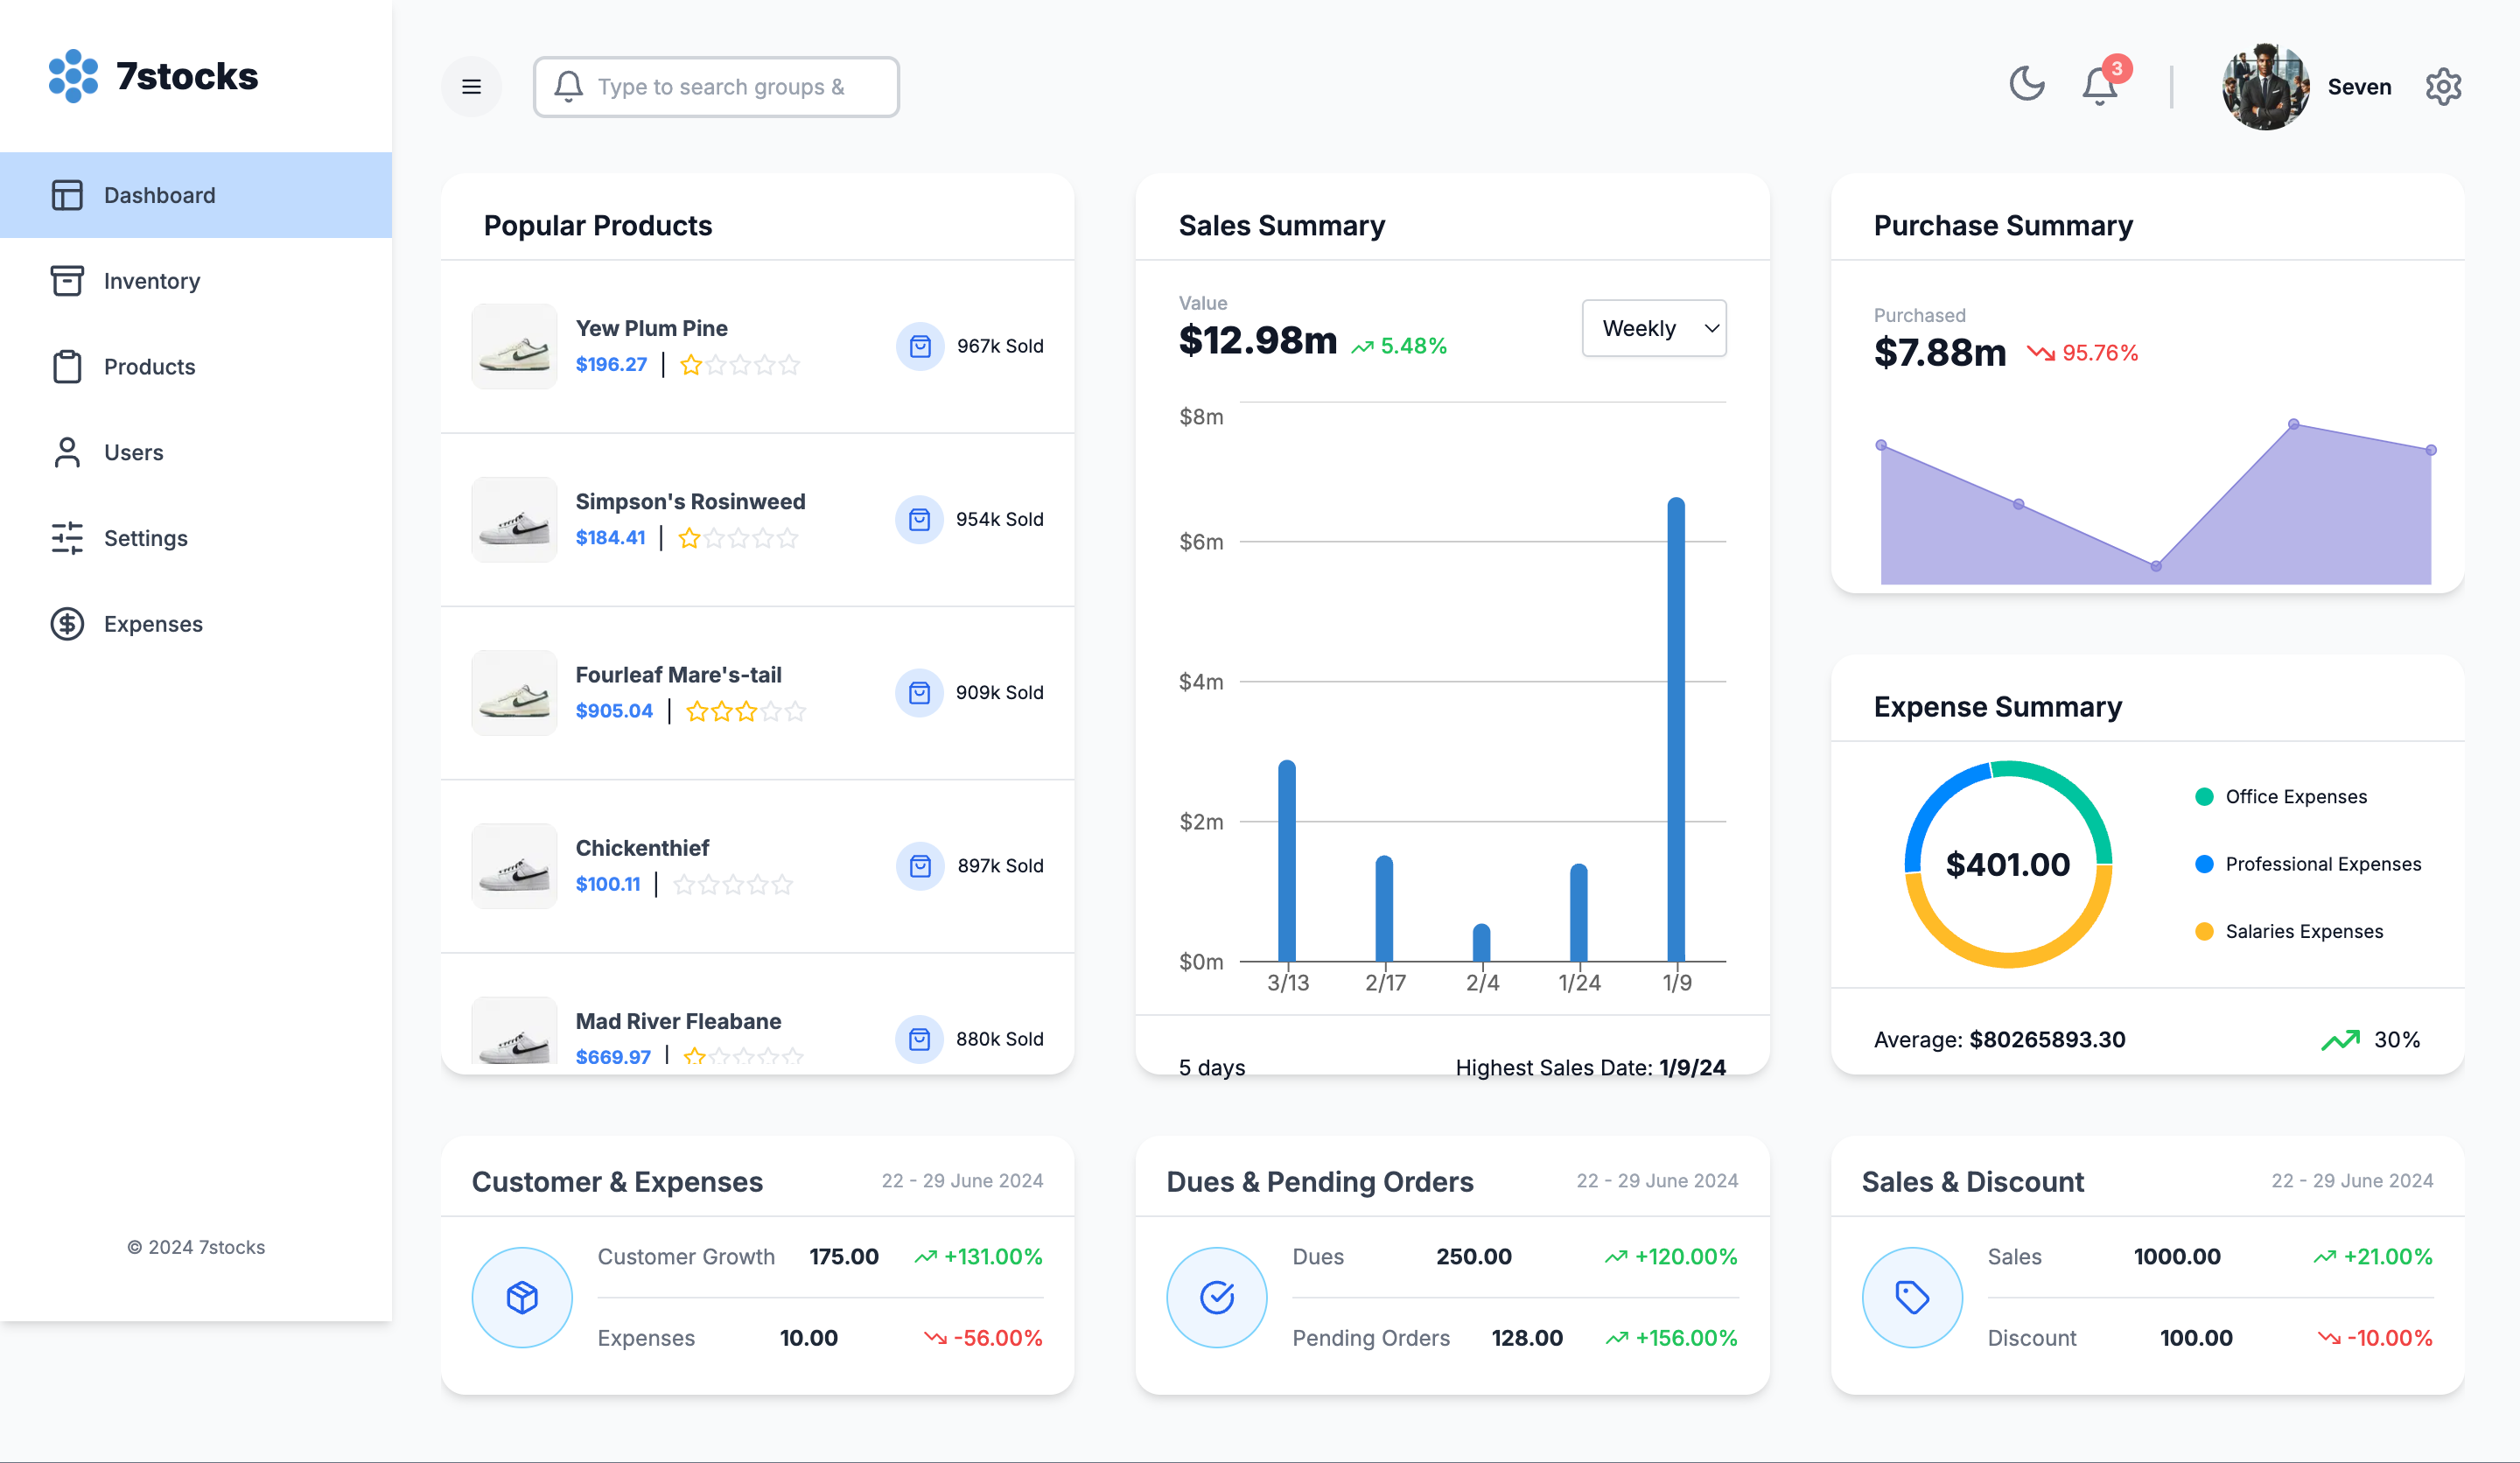 7stocks
Dashboard
Inventory
Products
Users
Settings
Expenses
© 2024 7stocks
Type to search groups &
3
Seven
Popular Products
Yew Plum Pine
$196.27
967k Sold
Simpson's Rosinweed
$184.41
954k Sold
Fourleaf Mare's-tail
$905.04
909k Sold
Chickenthief
$100.11
897k Sold
Mad River Fleabane
$669.97
880k Sold
Sales Summary
Value
$12.98m 5.48%
Weekly
$8m
$6m
$4m
$2m
$0m
3/13 2/17 2/4 1/24 1/9
5 days
Highest Sales Date: 1/9/24
Purchase Summary
Purchased
$7.88m 95.76%
Expense Summary
$401.00
Office Expenses
Professional Expenses
Salaries Expenses
Average: $80265893.30
30%
Customer & Expenses
22 - 29 June 2024
Customer Growth 175.00 +131.00%
Expenses 10.00 -56.00%
Dues & Pending Orders
22 - 29 June 2024
Dues 250.00 +120.00%
Pending Orders 128.00 +156.00%
Sales & Discount
22 - 29 June 2024
Sales 1000.00 +21.00%
Discount 100.00 -10.00%